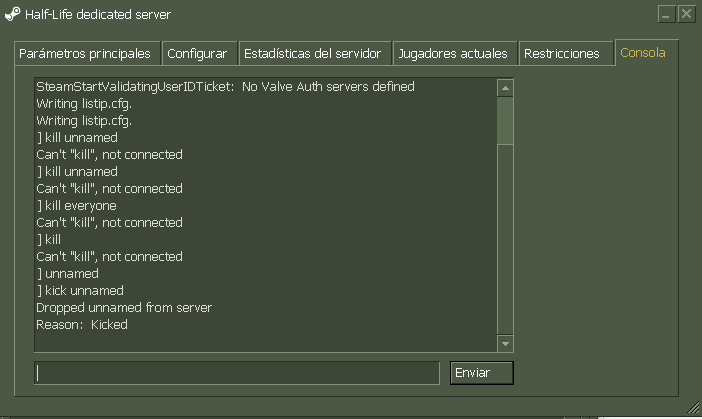 Half-Life dedicated server
Parámetros principales Configurar Estadísticas del servidor Jugadores actuales Restricciones Consola
SteamStartValidatingUserIDTicket: No Valve Auth servers defined
Writing listip.cfg.
Writing listip.cfg.
] kill unnamed
Can't "kill", not connected
] kill unnamed
Can't "kill", not connected
] kill everyone
Can't "kill", not connected
] kill
Can't "kill", not connected
] unnamed
] kick unnamed
Dropped unnamed from server
Reason: Kicked
Enviar